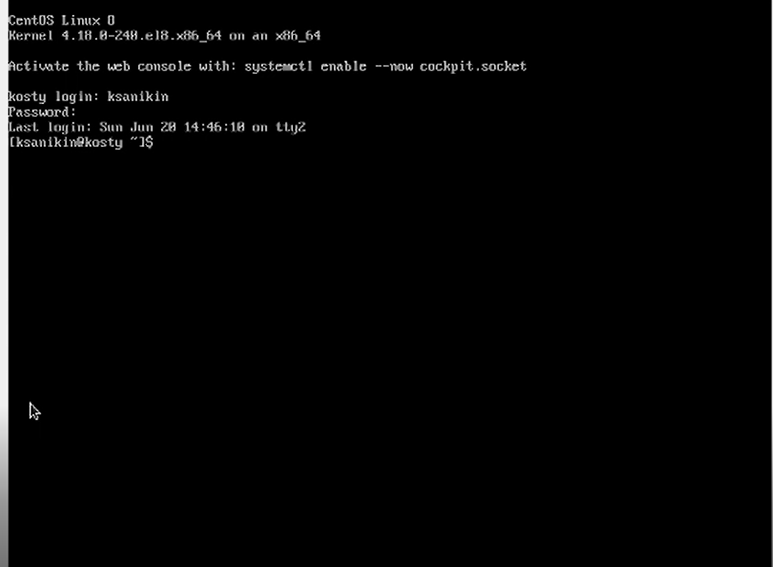 CentOS Linux 8
Kernel 4.18.0-240.el8.x86_64 on an x86_64
Activate the web console with: systemctl enable --now cockpit.socket
kosty login: ksanikin
Password:
Last login: Sun Jun 20 14:46:10 on tty2
[ksanikin@kosty ~]$